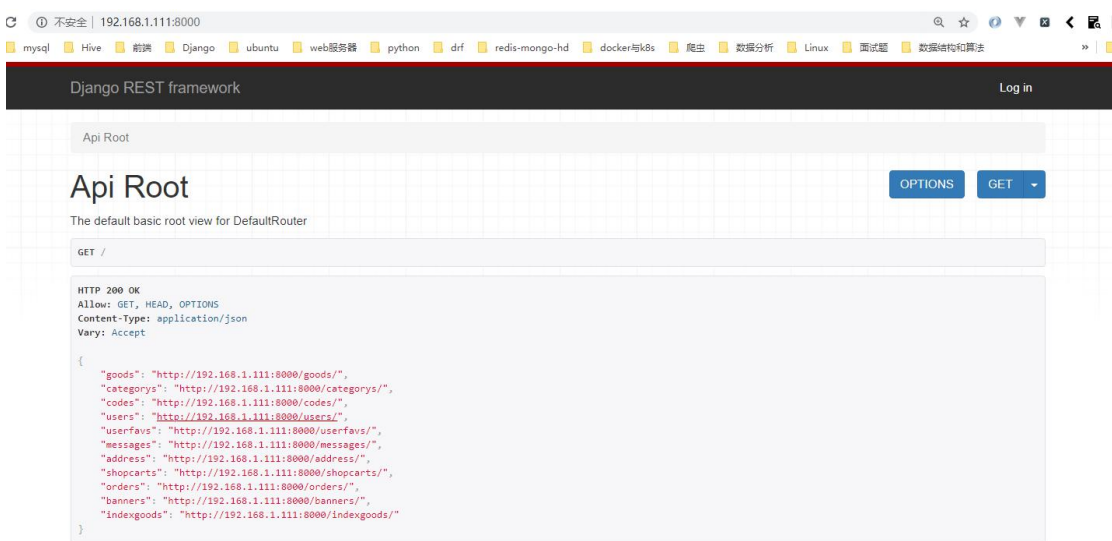 不安全 | 192.168.1.111:8000
mysql Hive 前端 Django ubuntu web服务器 python drf redis-mongo-hd docker与k8s 爬虫 数据分析 Linux 面试题 数据结构和算法 »
Django REST framework Log in
Api Root
Api Root OPTIONS GET
The default basic root view for DefaultRouter
GET /
HTTP 200 OK
Allow: GET, HEAD, OPTIONS
Content-Type: application/json
Vary: Accept
{
"goods": "http://192.168.1.111:8000/goods/",
"categorys": "http://192.168.1.111:8000/categorys/",
"codes": "http://192.168.1.111:8000/codes/",
"users": "http://192.168.1.111:8000/users/",
"userfavs": "http://192.168.1.111:8000/userfavs/",
"messages": "http://192.168.1.111:8000/messages/",
"address": "http://192.168.1.111:8000/address/",
"shopcarts": "http://192.168.1.111:8000/shopcarts/",
"orders": "http://192.168.1.111:8000/orders/",
"banners": "http://192.168.1.111:8000/banners/",
"indexgoods": "http://192.168.1.111:8000/indexgoods/"
}